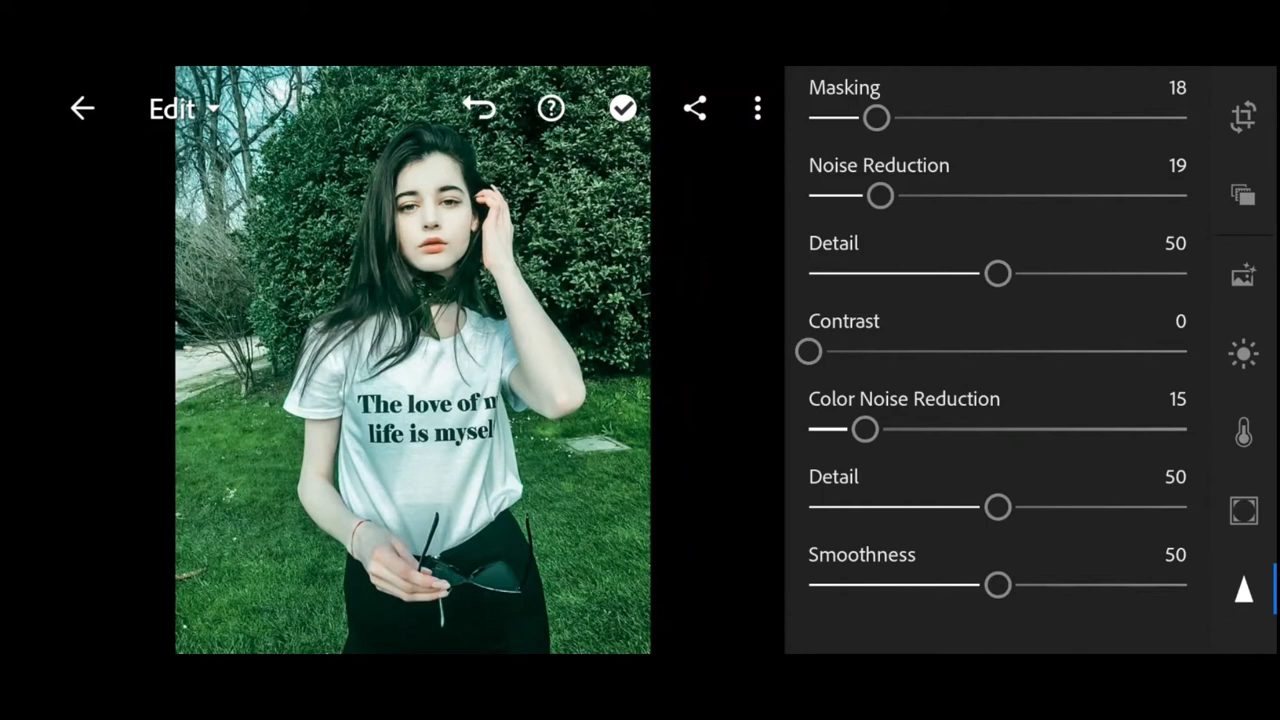 Edit
Masking 18
Noise Reduction 19
Detail 50
Contrast 0
Color Noise Reduction 15
Detail 50
Smoothness 50
The love of m
life is mysel